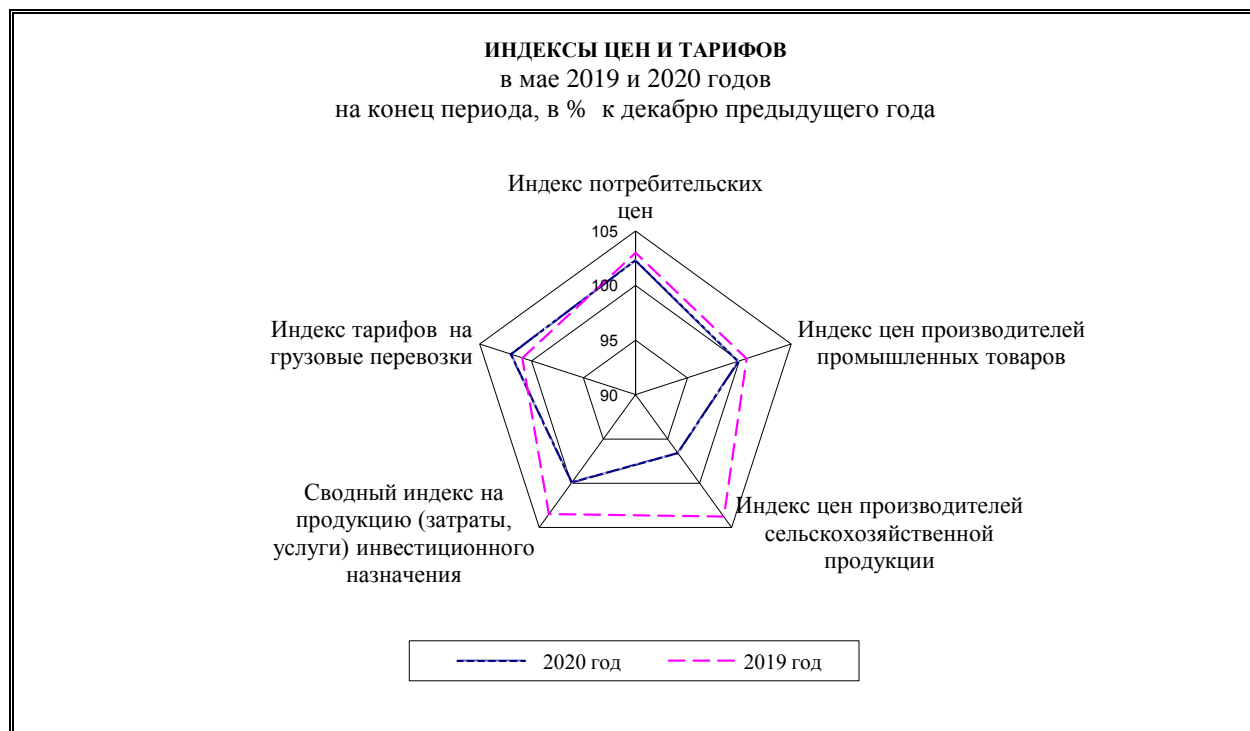 ИНДЕКСЫ ЦЕН И ТАРИФОВ
в мае 2019 и 2020 годов
на конец периода, в % к декабрю предыдущего года
Индекс потребительских
цен
105
100
95
90
Индекс тарифов на
грузовые перевозки
Индекс цен производителей
промышленных товаров
Сводный индекс на
продукцию (затраты,
услуги) инвестиционного
назначения
Индекс цен производителей
сельскохозяйственной
продукции
2020 год
2019 год